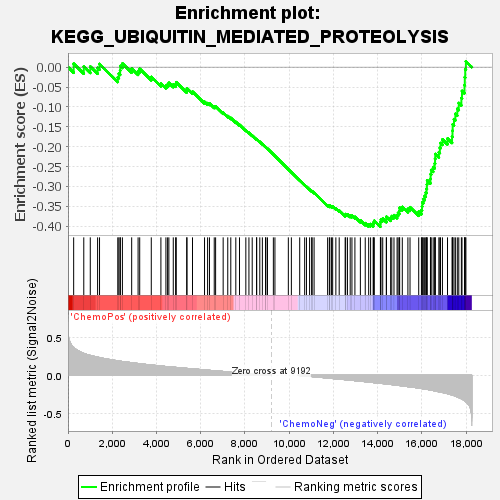 Enrichment plot:
KEGG_UBIQUITIN_MEDIATED_PROTEOLYSIS
Enrichment score (ES)
0.00
-0.05
-0.10
-0.15
-0.20
-0.25
-0.30
-0.35
-0.40
'ChemoPos' (positively correlated)
Ranked list metric (Signal2Noise)
0.5
0.0
-0.5
Zero cross at 9192
'ChemoNeg' (negatively correlated)
0
2,000
4,000
6,000
8,000
10,000
12,000
14,000
16,000
18,000
Rank in Ordered Dataset
Enrichment profile
Hits
Ranking metric scores